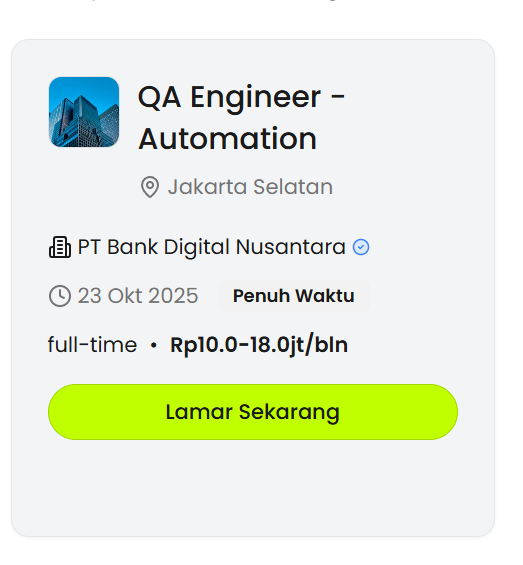 QA Engineer -
Automation
Jakarta Selatan
PT Bank Digital Nusantara
23 Okt 2025 Penuh Waktu
full-time • Rp10.0-18.0jt/bln
Lamar Sekarang